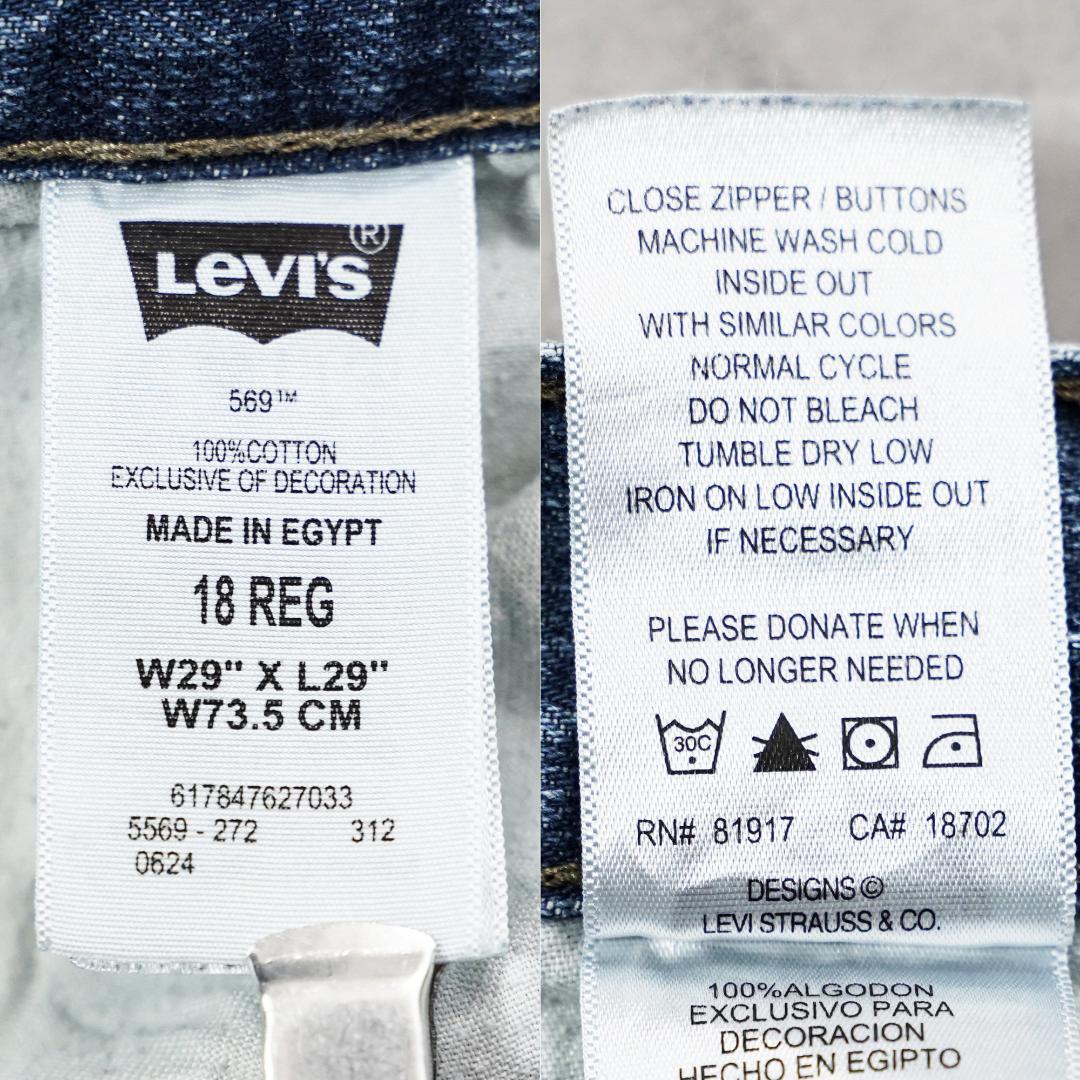 LEVI'S®
569™
100%COTTON
EXCLUSIVE OF DECORATION
MADE IN EGYPT
18 REG
W29" X L29"
W73.5 CM
617847627033
5569 - 272 312
0624
CLOSE ZIPPER / BUTTONS
MACHINE WASH COLD
INSIDE OUT
WITH SIMILAR COLORS
NORMAL CYCLE
DO NOT BLEACH
TUMBLE DRY LOW
IRON ON LOW INSIDE OUT
IF NECESSARY
PLEASE DONATE WHEN
NO LONGER NEEDED
30C
RN# 81917 CA# 18702
DESIGNS ©
LEVI STRAUSS & CO.
100%ALGODON
EXCLUSIVO PARA
DECORACION
HECHO EN EGIPTO